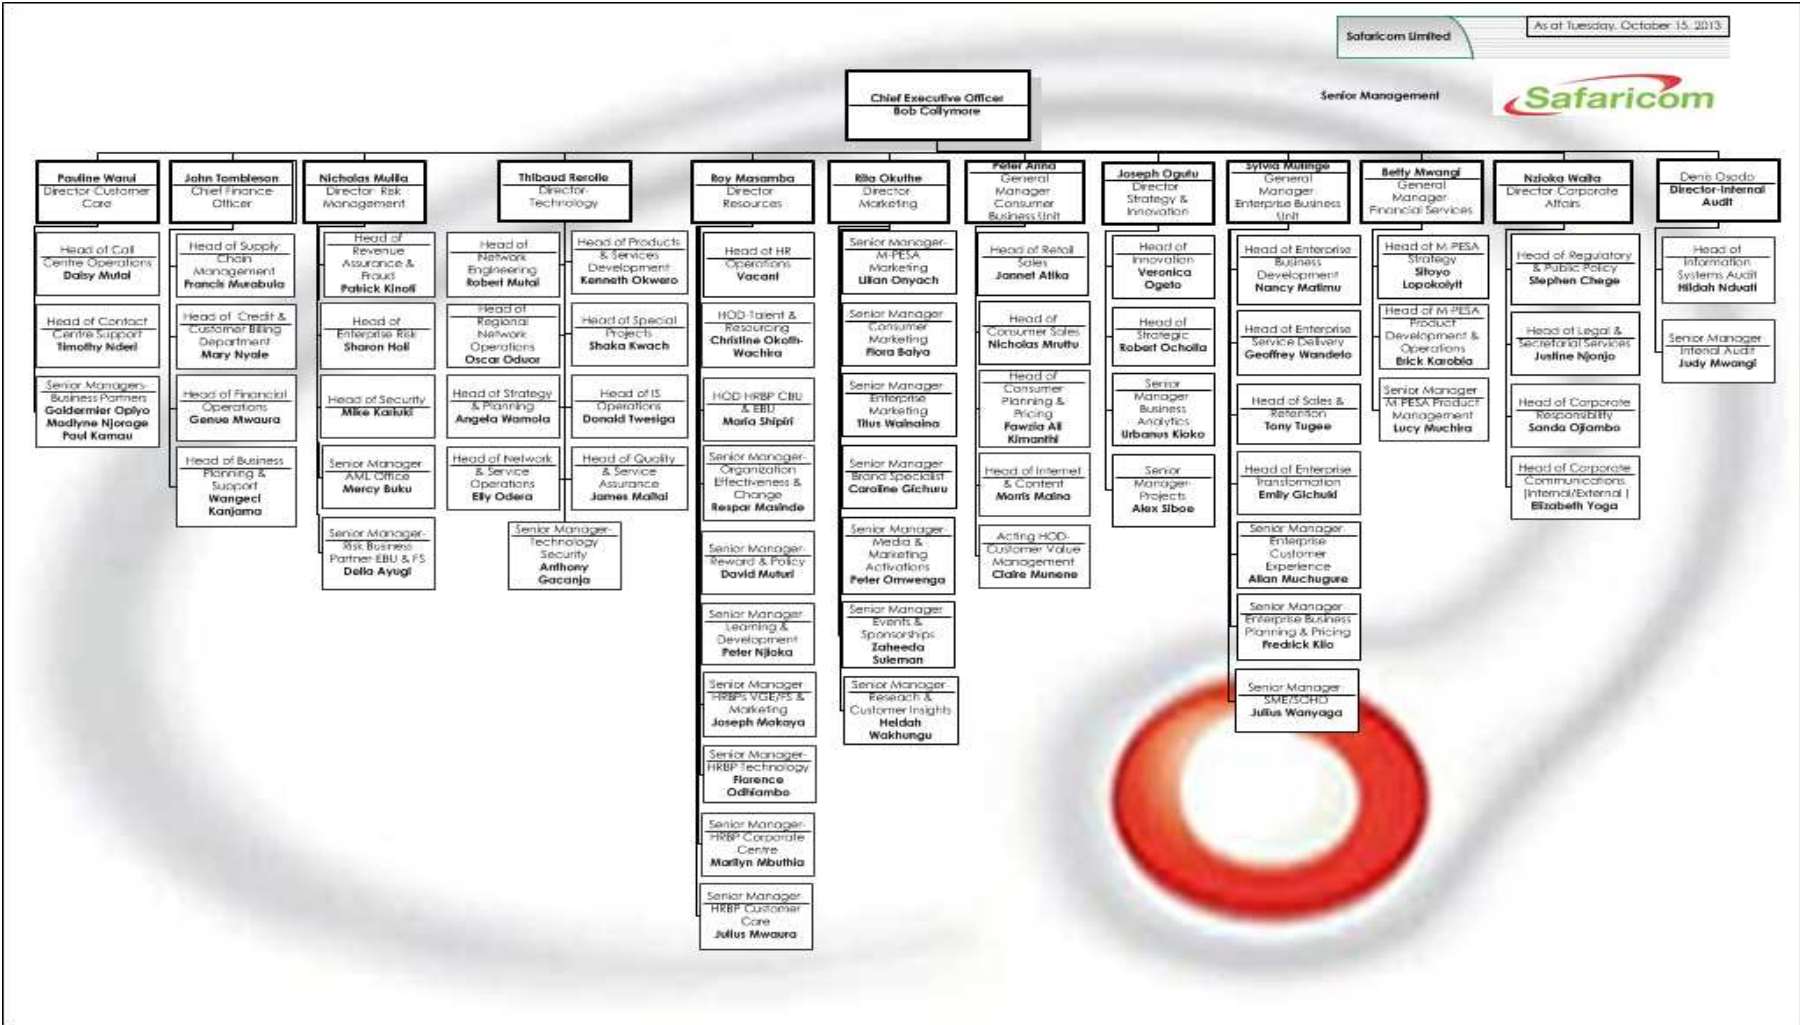 As at Tuesday, October 15, 2013
Safaricom Limited
Senior Management
Safaricom
Chief Executive Officer
Bob Collymore
Pauline Warui
Director Customer
Care
Head of Call
Centre Operations
Daisy Mutai
Head of Contact
Centre Support
Timothy Nderi
Senior Managers-
Business Partners
Goldermier Opiyo
Madlyne Njoroge
Paul Kamau
John Tombleson
Chief Finance
Officer
Head of Supply
Chain
Management
Francis Murabula
Head of Credit &
Customer Billing
Department
Mary Nyale
Head of Financial
Operations
Genue Mwaura
Head of Business
Planning &
Support
Wangeci
Kanjama
Nicholas Mulila
Director- Risk
Management
Head of
Revenue
Assurance &
Fraud
Patrick Kinoti
Head of
Enterprise Risk
Sharon Holi
Head of Security
Mike Kariuki
Senior Manager
AML Office
Mercy Buku
Senior Manager-
Risk Business
Partner-EBU & FS
Delia Ayugi
Thibaud Rerolle
Director-
Technology
Head of
Network
Engineering
Robert Mutai
Head of
Regional
Network
Operations
Oscar Oduor
Head of Strategy
& Planning
Angela Wamola
Head of Network
& Service
Operations
Elly Odera
Head of Products
& Services
Development
Kenneth Okwero
Head of Special
Projects
Shaka Kwach
Head of IS
Operations
Donald Twesiga
Head of Quality
& Service
Assurance
James Maitai
Senior Manager-
Technology
Security
Anthony
Gacanja
Roy Masamba
Director
Resources
Head of HR
Operations
Vacant
HOD-Talent &
Resourcing
Christine Okoth-
Wachira
HOD HRBP CBU
& EBU
Maria Shipiri
Senior Manager-
Organization
Effectiveness &
Change
Respar Masinde
Senior Manager-
Reward & Policy
David Muturi
Senior Manager
Learning &
Development
Peter Njioka
Senior Manager
HRBPs VGE/FS &
Marketing
Joseph Mokaya
Senior Manager-
HRBP Technology
Florence
Odhiambo
Senior Manager-
HRBP Corporate
Centre
Marilyn Mbuthia
Senior Manager
HRBP Customer
Care
Julius Mwaura
Rita Okuthe
Director
Marketing
Senior Manager-
M-PESA
Marketing
Lilian Onyach
Senior Manager
Consumer
Marketing
Flora Baiya
Senior Manager
Enterprise
Marketing
Titus Wainaina
Senior Manager
Brand Specialist
Caroline Gichuru
Senior Manager-
Media &
Marketing
Activations
Peter Omwenga
Senior Manager
Events &
Sponsorships
Zaheeda
Suleman
Senior Manager-
Reseach &
Customer Insights
Heldah
Wakhungu
Peter Arina
General
Manager
Consumer
Business Unit
Head of Retail
Sales
Jannet Atika
Head of
Consumer Sales
Nicholas Mruttu
Head of
Consumer
Planning &
Pricing
Fawzia Ali
Kimanthi
Head of Internet
& Content
Morris Maina
Acting HOD-
Customer Value
Management
Claire Munene
Joseph Ogutu
Director
Strategy &
Innovation
Head of
Innovation
Veronica
Ogeto
Head of
Strategic
Robert Ocholla
Senior
Manager
Business
Analytics
Urbanus Kioko
Senior
Manager-
Projects
Alex Siboe
Sylvia Mulinge
General
Manager
Enterprise Business
Unit
Head of Enterprise
Business
Development
Nancy Matimu
Head of Enterprise
Service Delivery
Geoffrey Wandeto
Head of Sales &
Retention
Tony Tugee
Head of Enterprise
Transformation
Emily Gichuki
Senior Manager
Enterprise
Customer
Experience
Allan Muchugure
Senior Manager
Enterprise Business
Planning & Pricing
Fredrick Kilo
Senior Manager
SME/SOHO
Julius Wanyaga
Betty Mwangi
General
Manager
Financial Services
Head of M-PESA
Strategy
Sitoyo
Lopokoiyit
Head of M-PESA
Product
Development &
Operations
Erick Karobia
Senior Manager
M-PESA Product
Management
Lucy Muchira
Nzioka Waita
Director-Corporate
Affairs
Head of Regulatory
& Public Policy
Stephen Chege
Head of Legal &
Secretarial Services
Justine Njonjo
Head of Corporate
Responsibility
Sanda Ojiambo
Head of Corporate
Communications
(Internal/External )
Elizabeth Yoga
Denis Osodo
Director-Internal
Audit
Head of
Information
Systems Audit
Hildah Nduati
Senior Manager
Internal Audit
Judy Mwangi